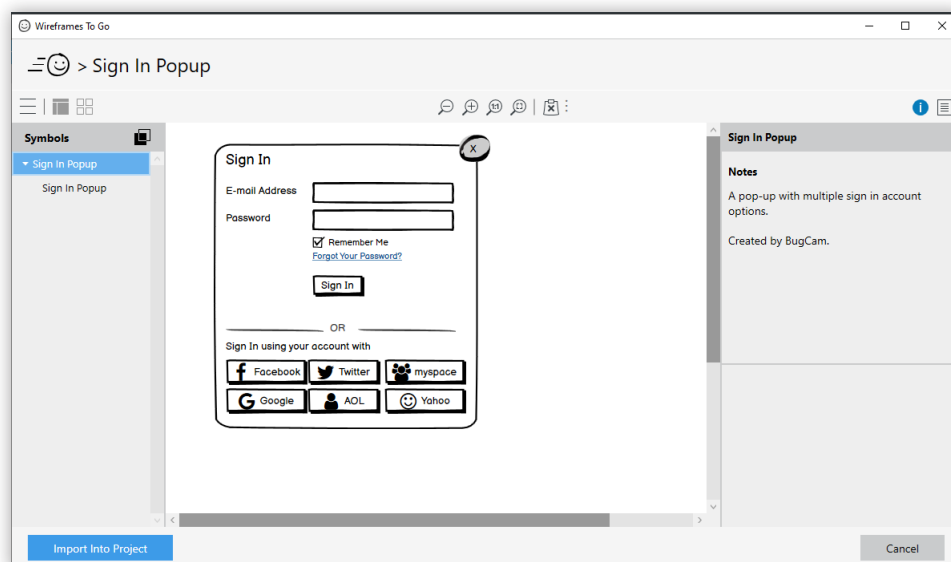 Wireframes To Go
> Sign In Popup
1:1
i
Symbols
Sign In Popup
Sign In Popup
Sign In
X
E-mail Address
Password
Remember Me
Forgot Your Password?
Sign In
OR
Sign In using your account with
Facebook
Twitter
myspace
Google
AOL
Yahoo
Sign In Popup
Notes
A pop-up with multiple sign in account
options.
Created by BugCam.
Import Into Project
Cancel